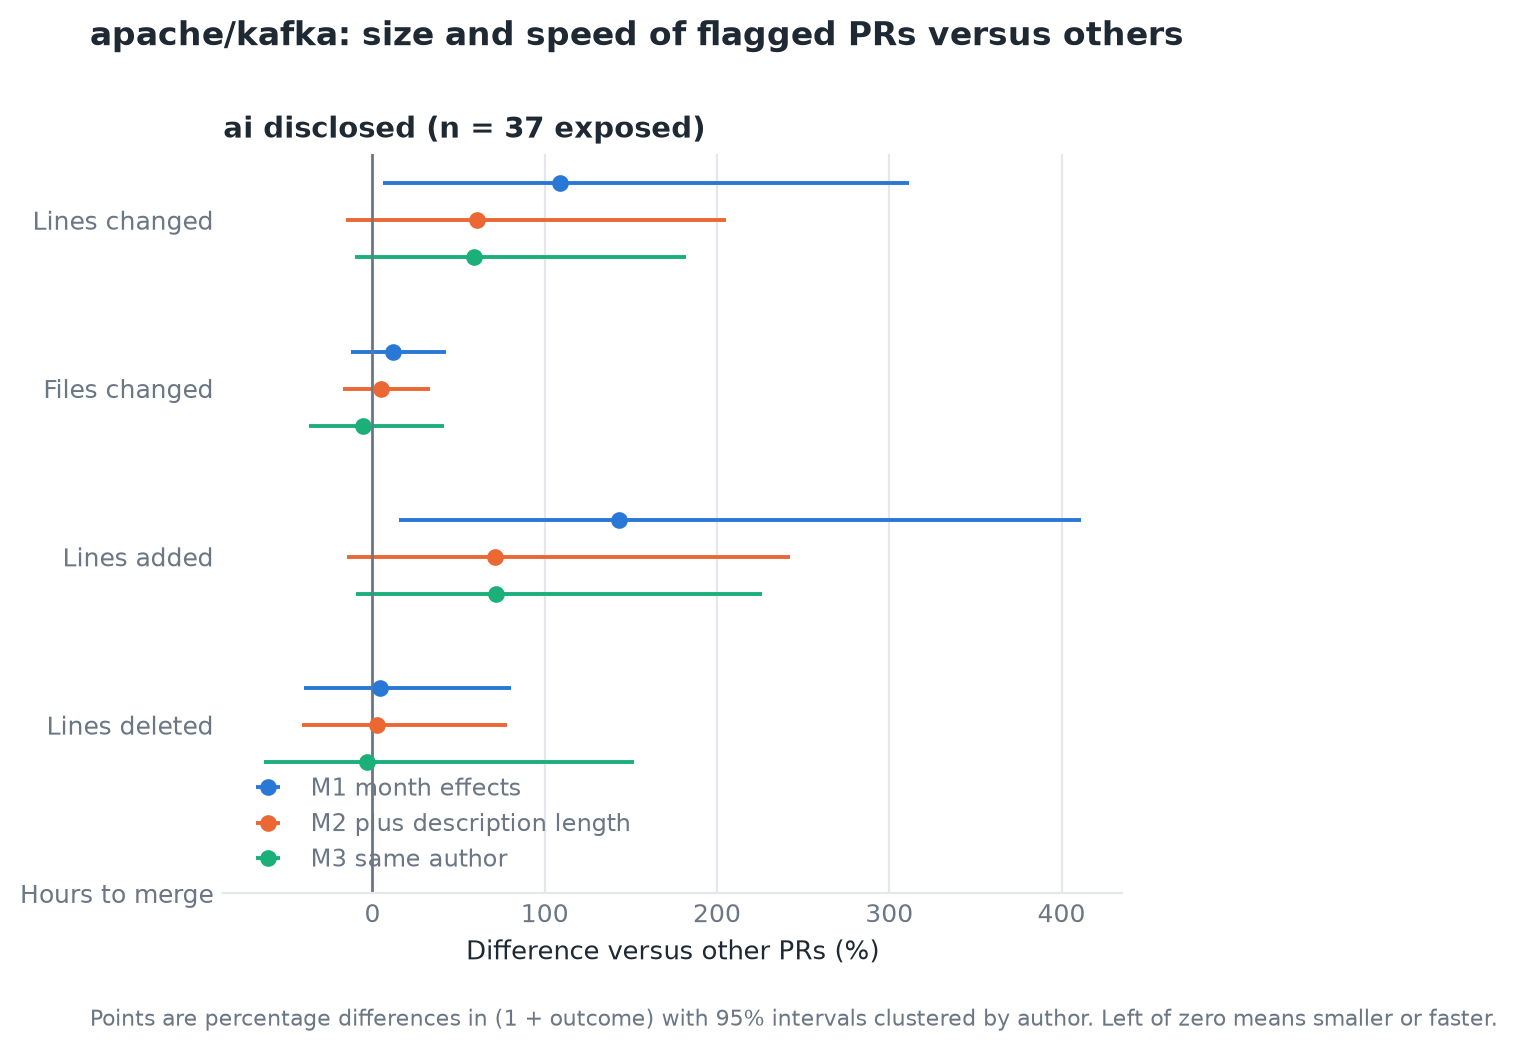 apache/kafka: size and speed of flagged PRs versus others
ai disclosed (n = 37 exposed)
Lines changed
Files changed
Lines added
Lines deleted
M1 month effects
M2 plus description length
M3 same author
Hours to merge
0 100 200 300 400
Difference versus other PRs (%)
Points are percentage differences in (1 + outcome) with 95% intervals clustered by author. Left of zero means smaller or faster.